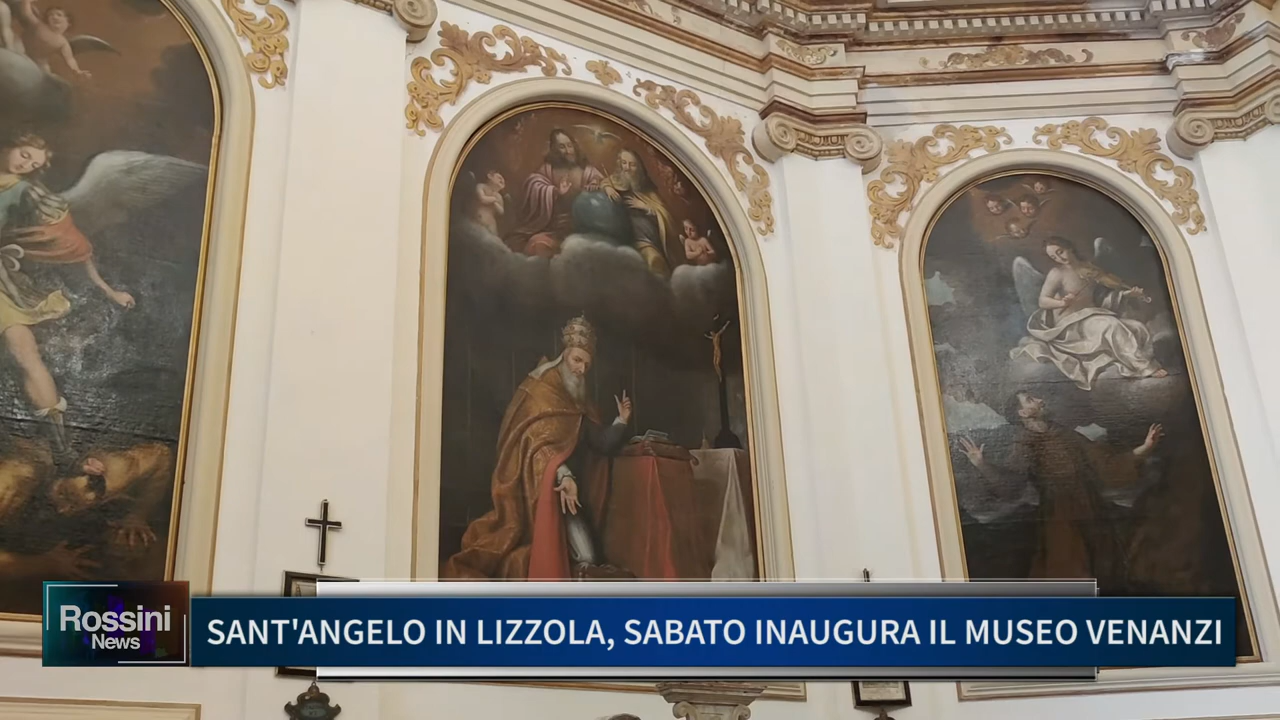 Rossini
News
SANT'ANGELO IN LIZZOLA, SABATO INAUGURA IL MUSEO VENANZI